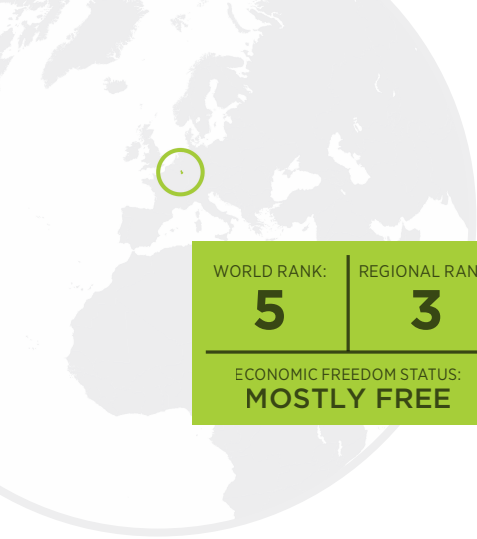 WORLD RANK:
REGIONAL RAN
5
3
ECONOMIC FREEDOM STATUS:
MOSTLY FREE